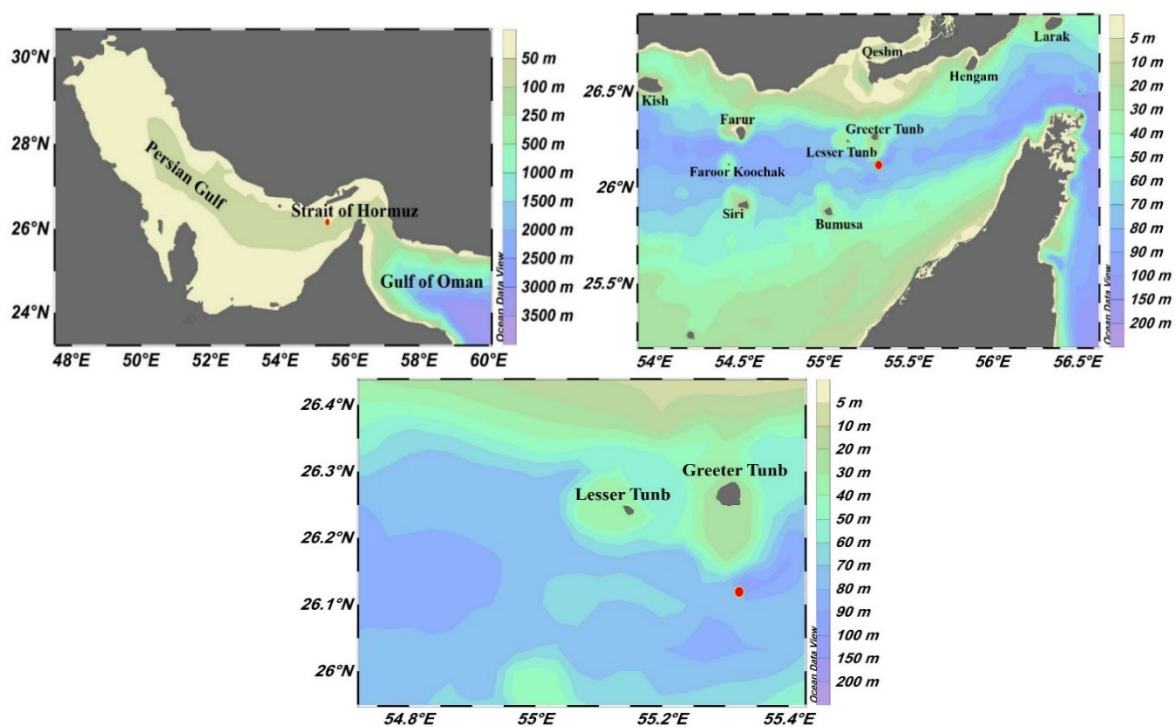 30°N
28°N
26°N
24°N
48°E
50°E
52°E
54°E
56°E
58°E
60°E
Persian Gulf
Strait of Hormuz
Gulf of Oman
50 m
100 m
250 m
500 m
1000 m
1500 m
2000 m
2500 m
3000 m
3500 m
Ocean Data View
26.5°N
26°N
25.5°N
54°E
54.5°E
55°E
55.5°E
56°E
56.5°E
Larak
Qeshm
Hengam
Kish
Farur
Greeter Tunb
Lesser Tunb
Faroor Koochak
Siri
Bumusa
5 m
10 m
20 m
30 m
40 m
50 m
60 m
70 m
80 m
90 m
100 m
150 m
200 m
Ocean Data View
26.4°N
26.3°N
26.2°N
26.1°N
26°N
54.8°E
55°E
55.2°E
55.4°E
Greeter Tunb
Lesser Tunb
5 m
10 m
20 m
30 m
40 m
50 m
60 m
70 m
80 m
90 m
100 m
150 m
200 m
Ocean Data View